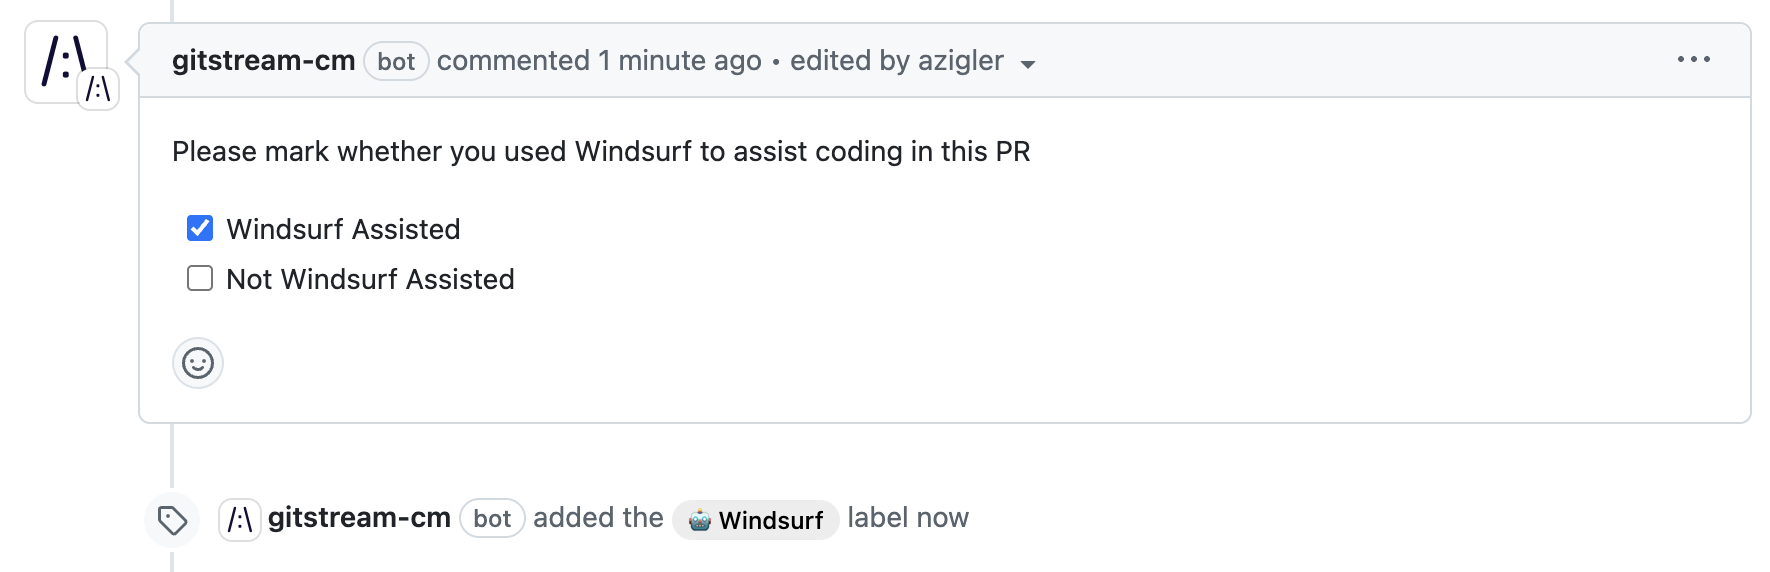 gitstream-cm bot commented 1 minute ago • edited by azigler
Please mark whether you used Windsurf to assist coding in this PR
Windsurf Assisted
Not Windsurf Assisted
gitstream-cm bot added the 🤖 Windsurf label now